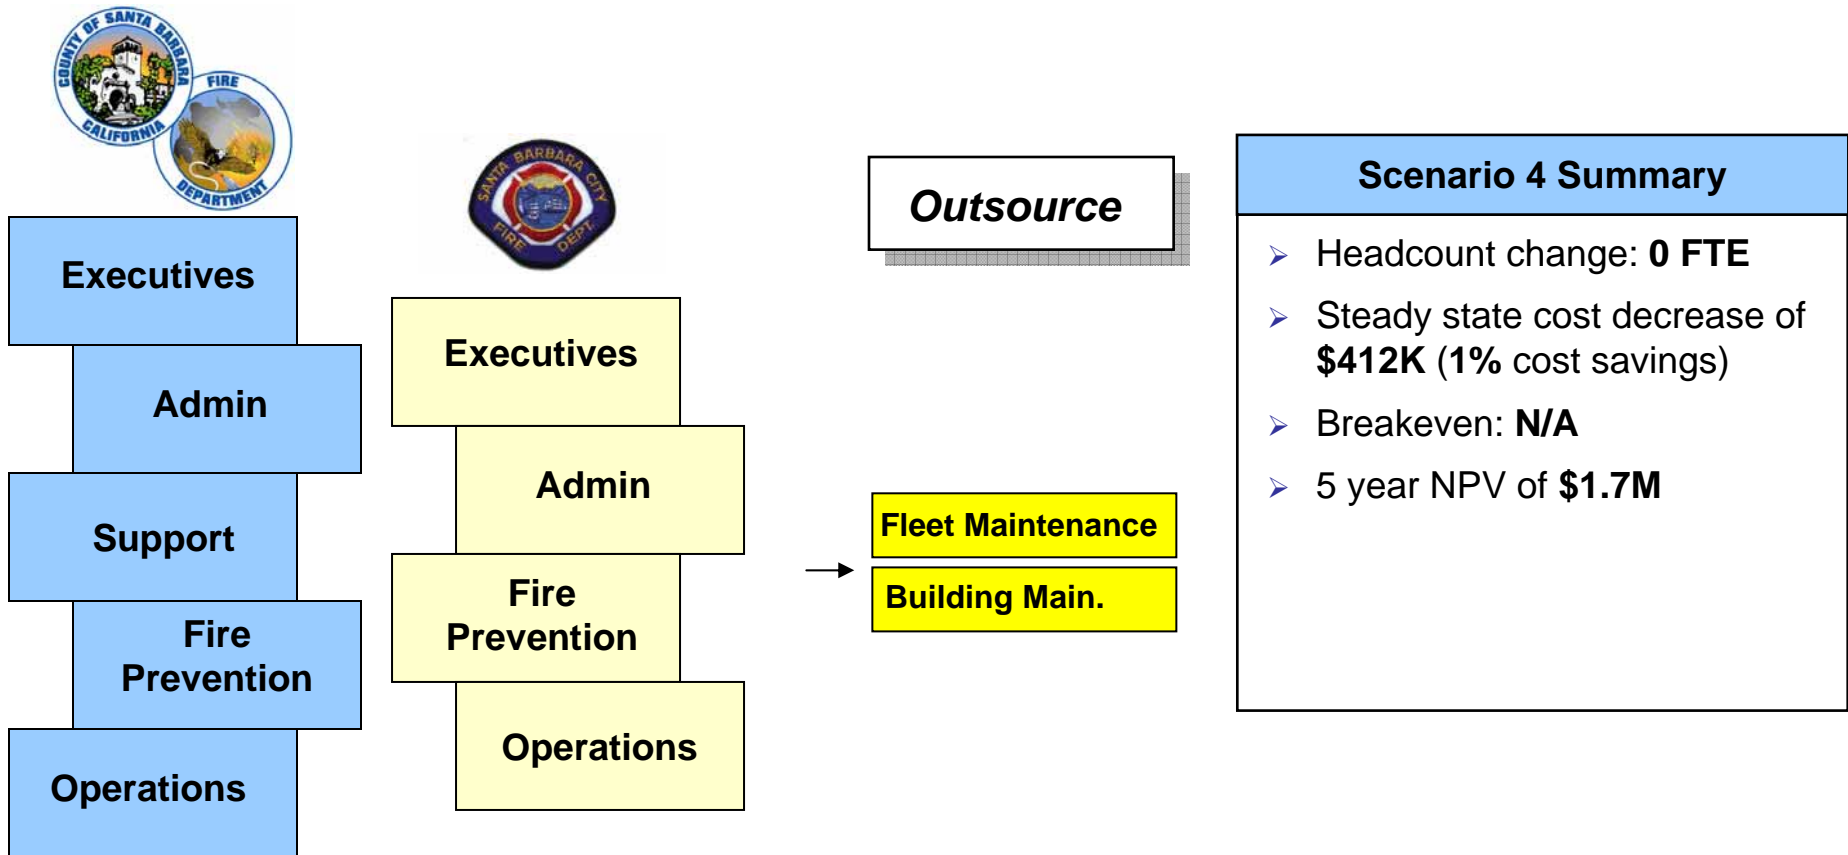 COUNTY OF SANTA BARBARA
CALIFORNIA
FIRE
DEPARTMENT
Executives
Admin
Support
Fire
Prevention
Operations
SANTA BARBARA CITY
FIRE DEPT.
Executives
Admin
Fire
Prevention
Operations
Outsource
Fleet Maintenance
Building Main.
Scenario 4 Summary
➢ Headcount change: 0 FTE
➢ Steady state cost decrease of
$412K (1% cost savings)
➢ Breakeven: N/A
➢ 5 year NPV of $1.7M